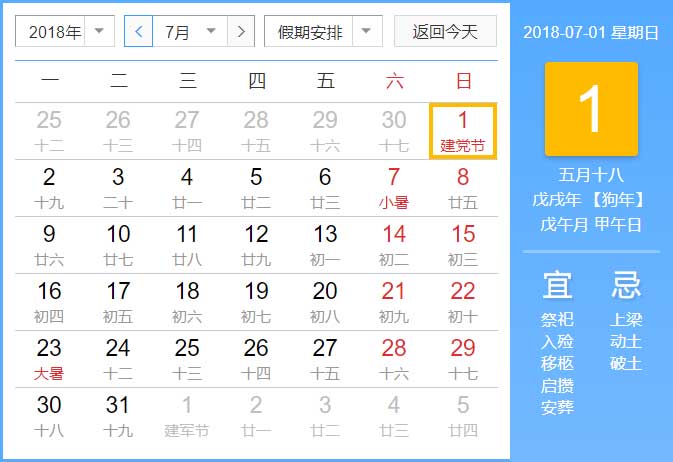 2018年 7月 假期安排 返回今天
一 二 三 四 五 六 日
25 26 27 28 29 30 1
十二 十三 十四 十五 十六 十七 建党节
2 3 4 5 6 7 8
十九 二十 廿一 廿二 廿三 小暑 廿五
9 10 11 12 13 14 15
廿六 廿七 廿八 廿九 初一 初二 初三
16 17 18 19 20 21 22
初四 初五 初六 初七 初八 初九 初十
23 24 25 26 27 28 29
大暑 十二 十三 十四 十五 十六 十七
30 31 1 2 3 4 5
十八 十九 建军节 廿一 廿二 廿三 廿四
2018-07-01 星期日
1
五月十八
戊戌年 【狗年】
戊午月 甲午日
宜 忌
祭祀 上梁
入殓 动土
移柩 破土
启攒
安葬